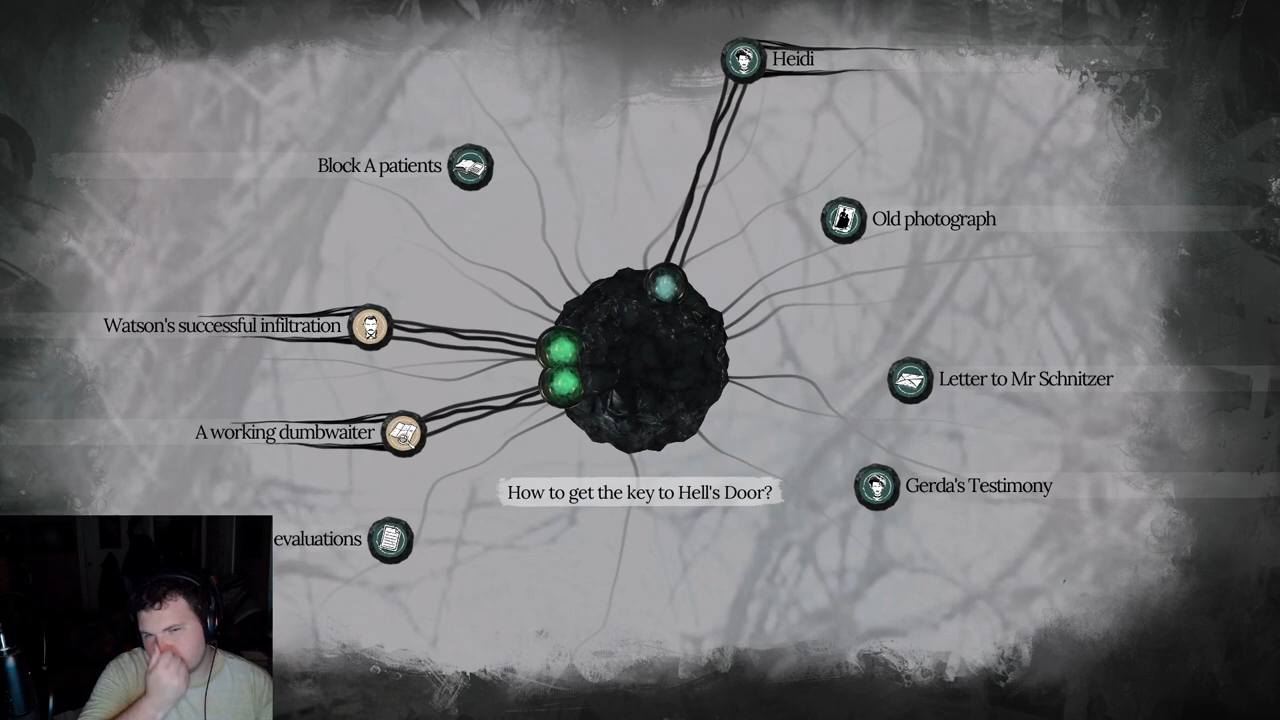 Heidi
Block A patients
Old photograph
Watson's successful infiltration
Letter to Mr Schnitzer
A working dumbwaiter
Gerda's Testimony
How to get the key to Hell's Door?
evaluations